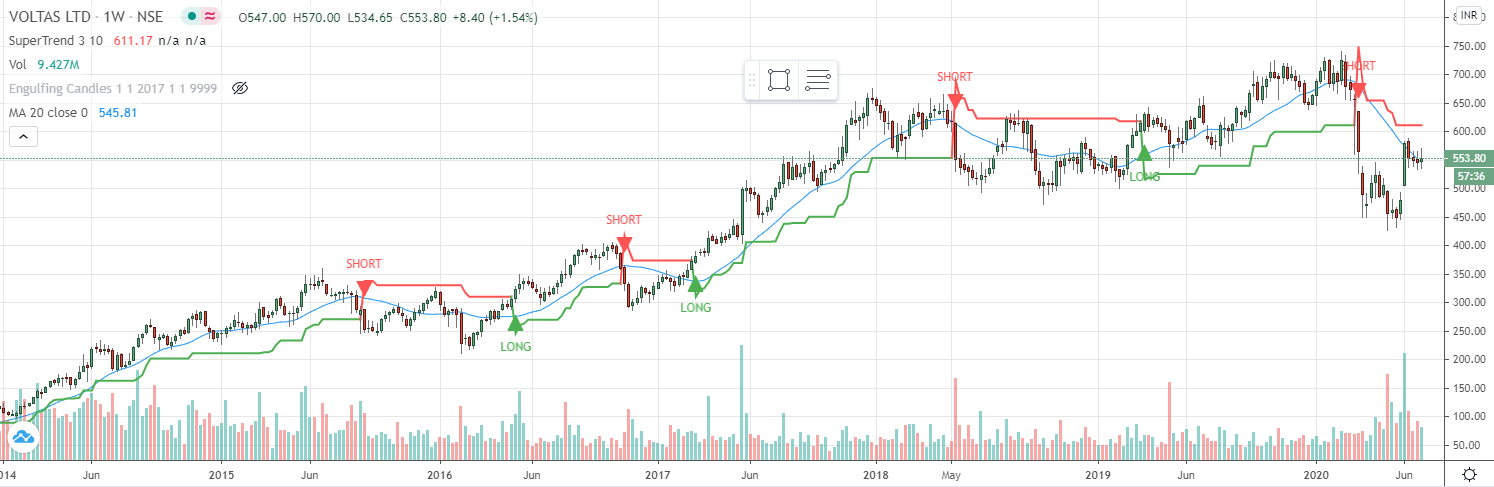 VOLTAS LTD · 1W · NSE O547.00 H570.00 L534.65 C553.80 +8.40 (+1.54%)
SuperTrend 3 10 611.17 n/a n/a
Vol 9.427M
Engulfing Candles 1 1 2017 1 1 9999
MA 20 close 0 545.81
INR
750.00
700.00
650.00
600.00
553.80
57:36
500.00
450.00
400.00
350.00
300.00
250.00
200.00
150.00
100.00
50.00
SHORT
LONG
SHORT
LONG
SHORT
LONG
SHORT
014 Jun 2015 Jun 2016 Jun 2017 Jun 2018 May 2019 Jun 2020 Jun